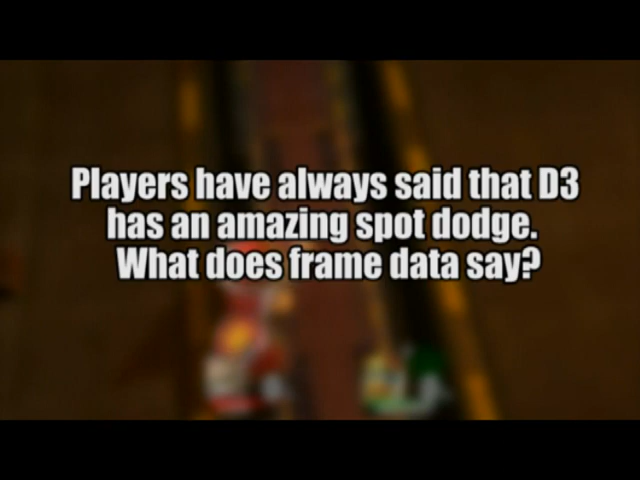 Players have always said that D3
has an amazing spot dodge.
What does frame data say?